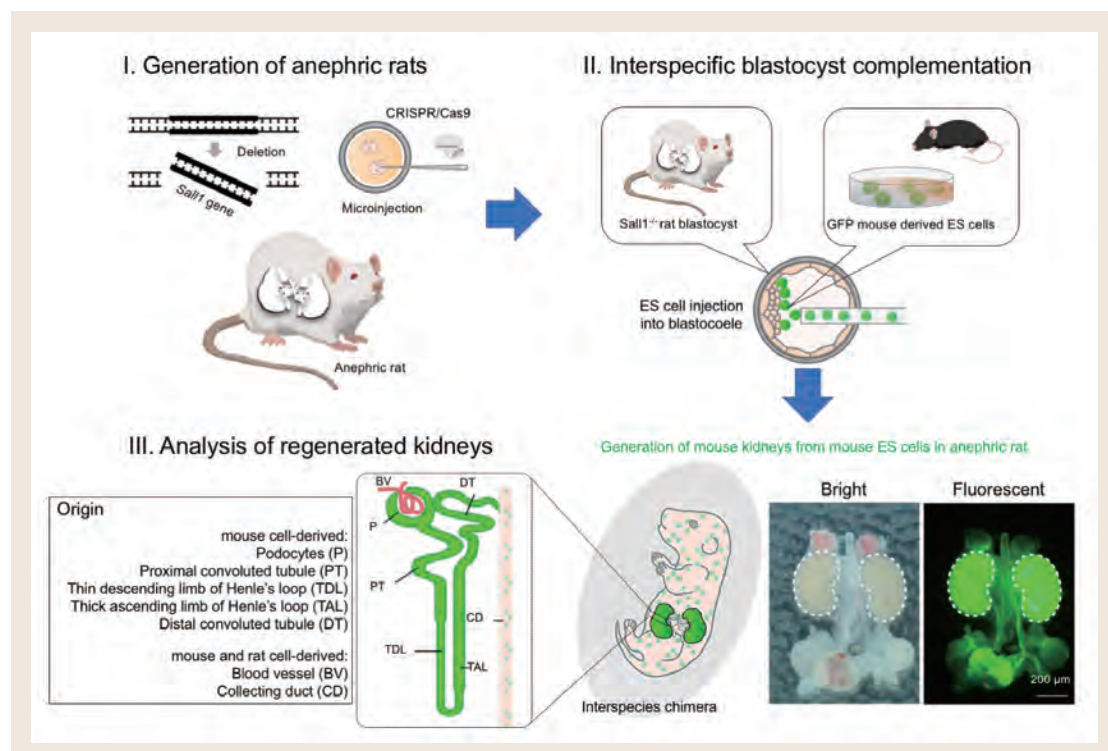 I. Generation of anephric rats
CRISPR/Cas9
Deletion
Sall1 gene
Microinjection
Anephric rat
II. Interspecific blastocyst complementation
Sall1-/-rat blastocyst
GFP mouse derived ES cells
ES cell injection
into blastocoele
Generation of mouse kidneys from mouse ES cells in anephric rat
III. Analysis of regenerated kidneys
Origin
mouse cell-derived:
Podocytes (P)
Proximal convoluted tubule (PT)
Thin descending limb of Henle's loop (TDL)
Thick ascending limb of Henle's loop (TAL)
Distal convoluted tubule (DT)
mouse and rat cell-derived:
Blood vessel (BV)
Collecting duct (CD)
BV
DT
P
PT
CD
TDL
TAL
Interspecies chimera
Bright
Fluorescent
200 µm